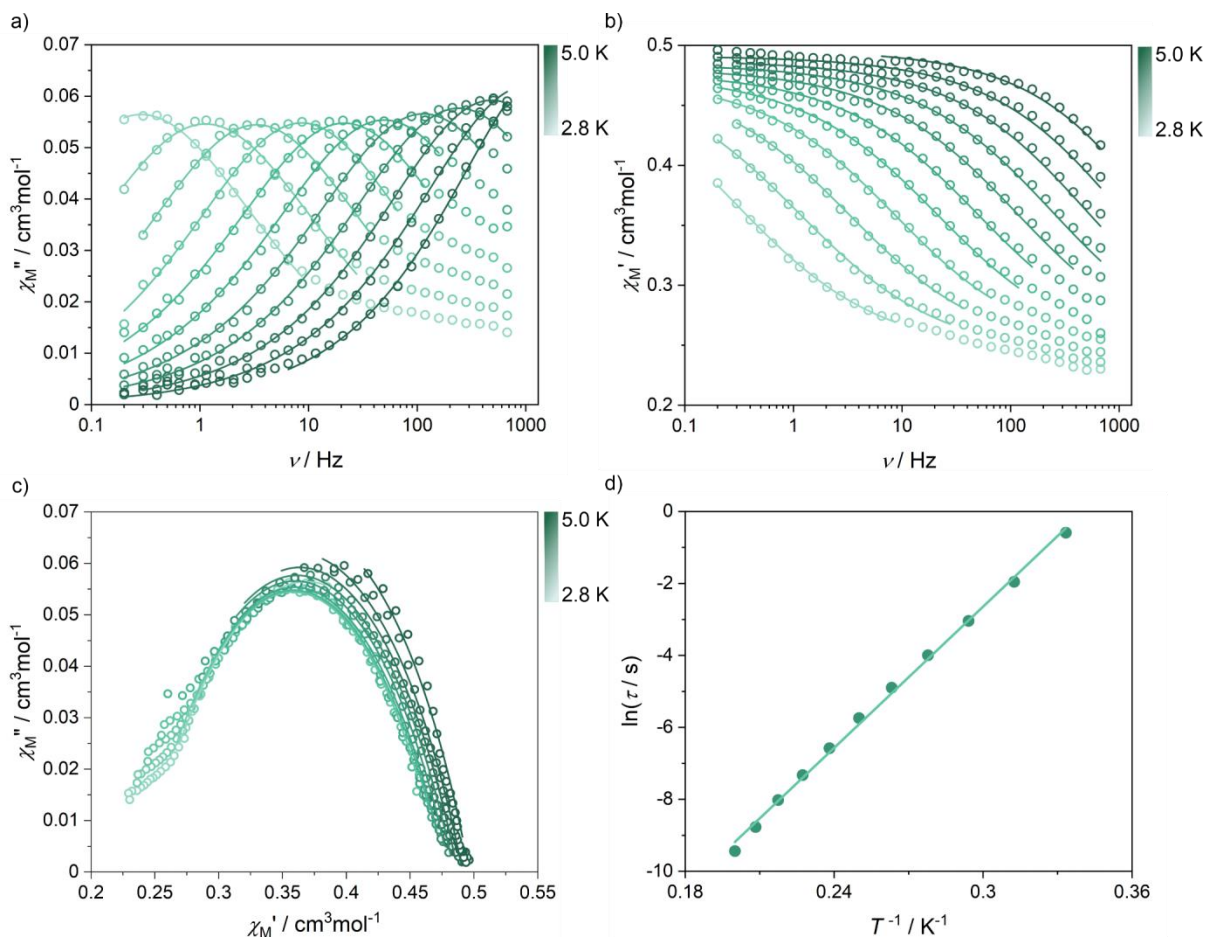 a)
0.07
0.06
0.05
0.04
0.03
0.02
0.01
0
χM'' / cm³mol⁻¹
0.1
1
10
100
1000
ν / Hz
5.0 K
2.8 K
b)
0.5
0.4
0.3
0.2
χM' / cm³mol⁻¹
0.1
1
10
100
1000
ν / Hz
5.0 K
2.8 K
c)
0.07
0.06
0.05
0.04
0.03
0.02
0.01
0
χM'' / cm³mol⁻¹
0.2
0.25
0.3
0.35
0.4
0.45
0.5
0.55
χM' / cm³mol⁻¹
5.0 K
2.8 K
d)
0
-2
-4
-6
-8
-10
ln(τ / s)
0.18
0.24
0.3
0.36
T⁻¹ / K⁻¹